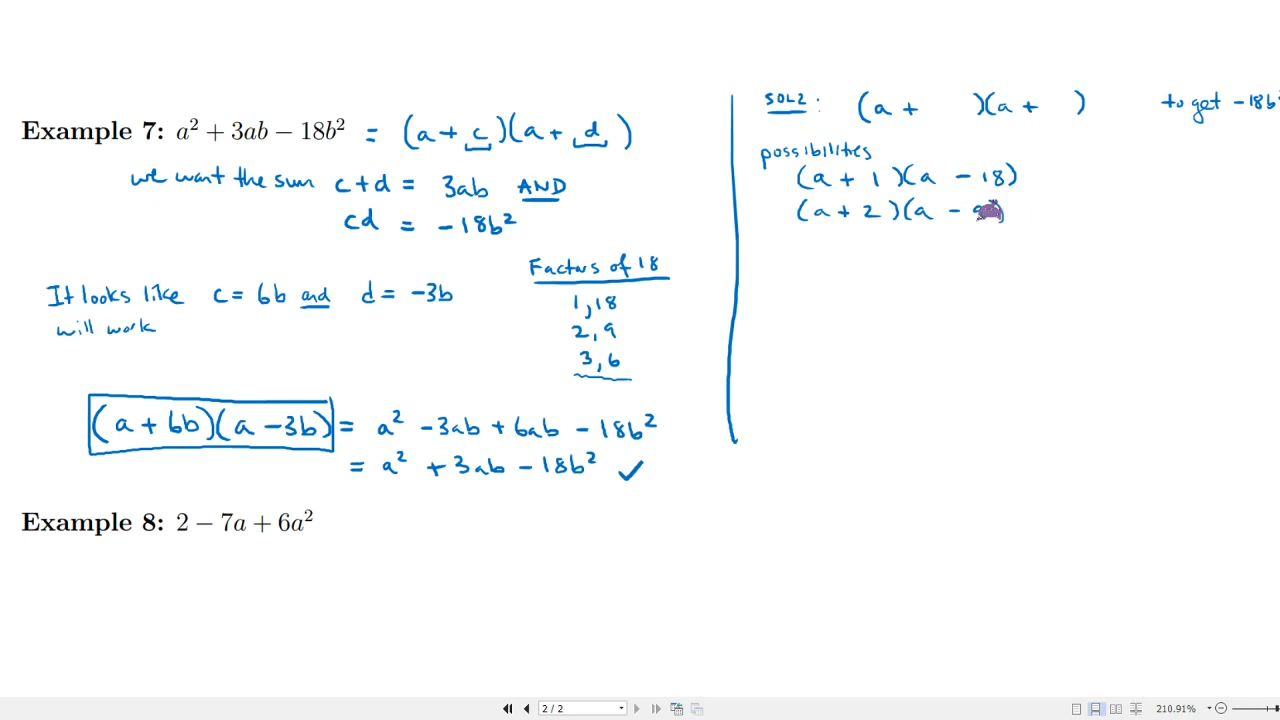 Example 7: a² + 3ab − 18b² = (a + c)(a + d)
we want the sum c+d = 3ab AND
cd = −18b²
It looks like c = 6b and d = −3b
will work
Factors of 18
1, 18
2, 9
3, 6
(a + 6b)(a − 3b) = a² − 3ab + 6ab − 18b²
= a² + 3ab − 18b² ✓
Example 8: 2 − 7a + 6a²
SOL2: (a + )(a + ) to get −18b²
possibilities
(a + 1)(a − 18)
(a + 2)(a −
2 / 2
210.91%